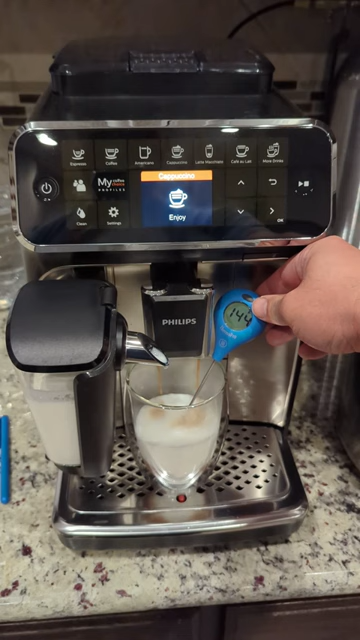 Espresso
Coffee
Americano
Cappuccino
Latte Macchiato
Café au Lait
More Drinks
My coffee
choice
PROFILES
Cappuccino
Enjoy
Clean
Settings
OK
PHILIPS
144